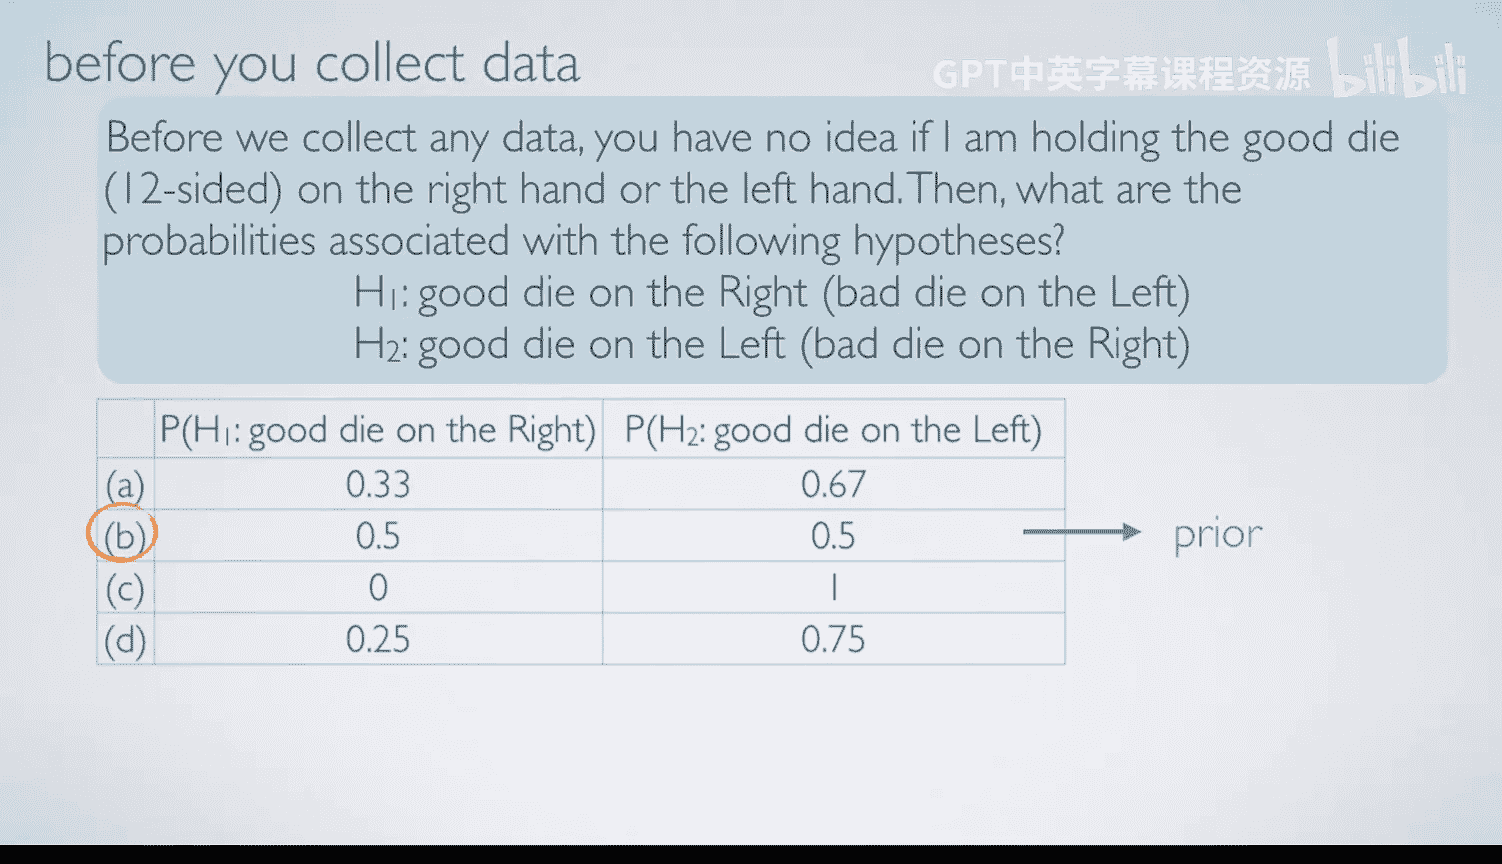 before you collect data
GPT中英字幕课程资源 bilibili
Before we collect any data, you have no idea if I am holding the good die
(12-sided) on the right hand or the left hand. Then, what are the
probabilities associated with the following hypotheses?
H₁: good die on the Right (bad die on the Left)
H₂: good die on the Left (bad die on the Right)
P(H₁: good die on the Right) P(H₂: good die on the Left)
(a) 0.33 0.67
(b) 0.5 0.5 prior
(c) 0 1
(d) 0.25 0.75